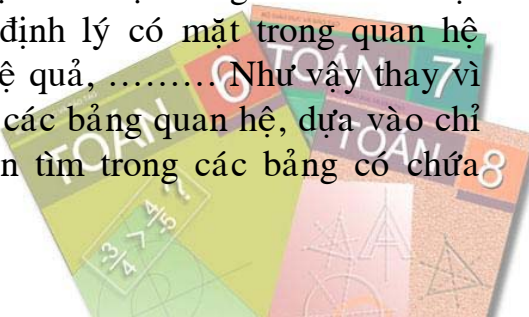 định lý có mặt trong quan hệ
ệ quả, ……… Như vậy thay vì
các bảng quan hệ, dựa vào chỉ
n tìm trong các bảng có chứa
TOÁN 6
TOÁN 7
TOÁN 8
-3/4 > 4/-5 ?